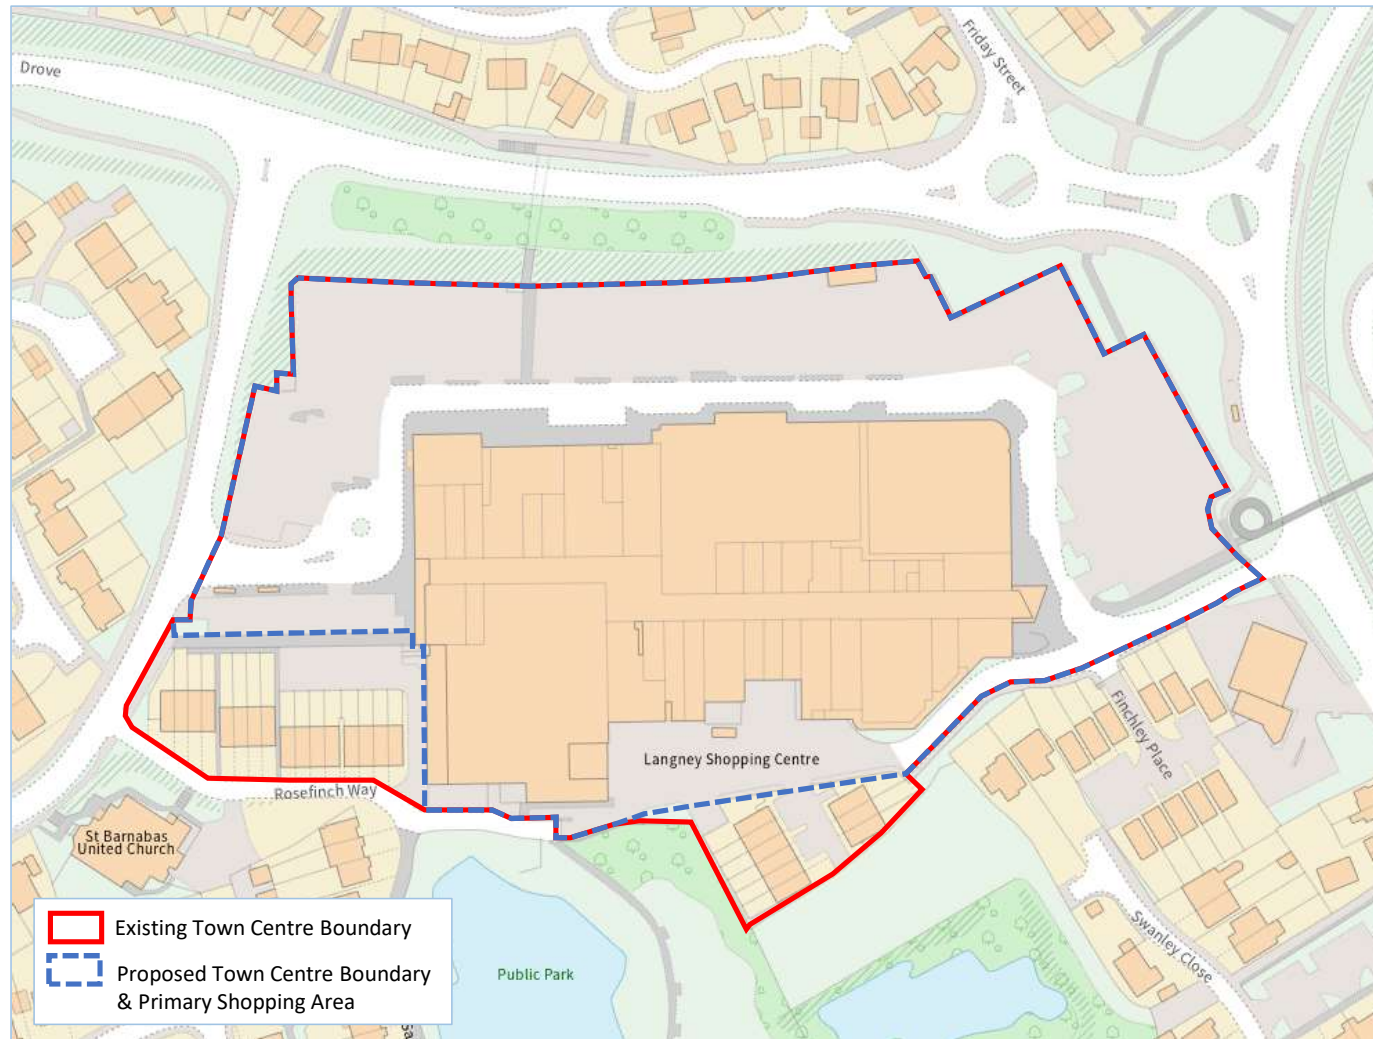 Drove
Friday Street
Langney Shopping Centre
Finchley Place
Rosefinch Way
St Barnabas
United Church
Swanley Close
Public Park
Existing Town Centre Boundary
Proposed Town Centre Boundary
& Primary Shopping Area